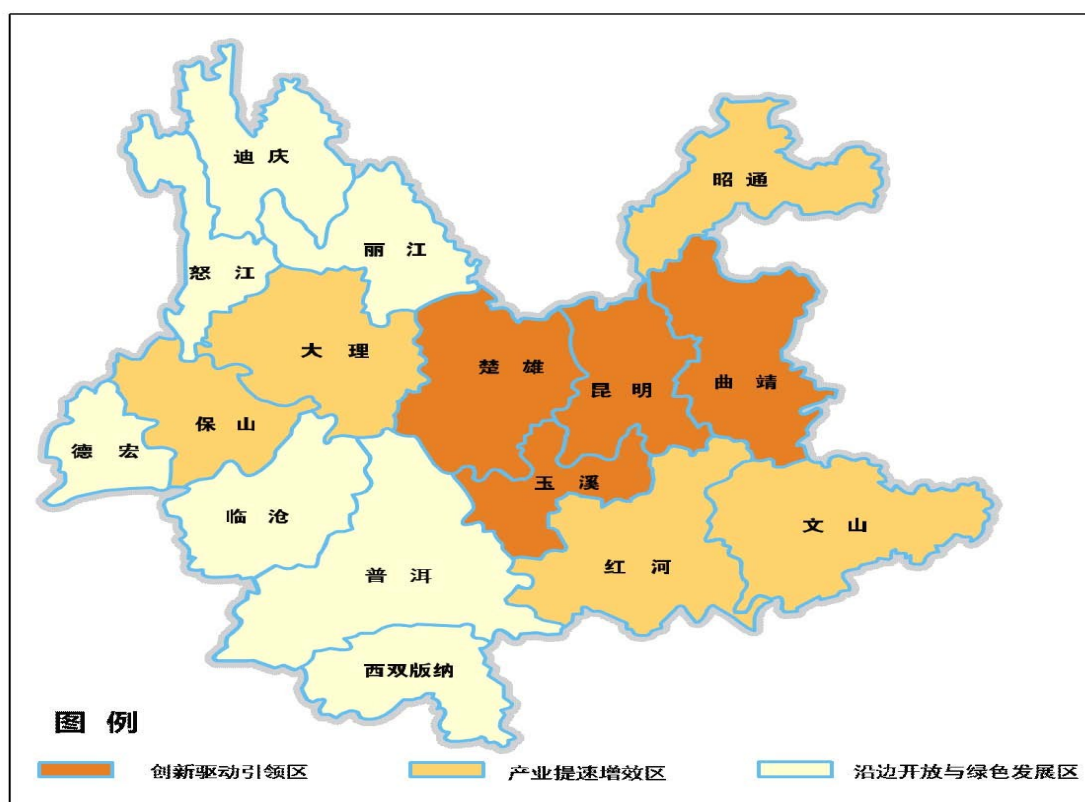 迪庆
昭通
丽江
怒江
大理
楚雄
昆明
曲靖
保山
德宏
玉溪
临沧
文山
红河
普洱
西双版纳
图例
创新驱动引领区
产业提速增效区
沿边开放与绿色发展区